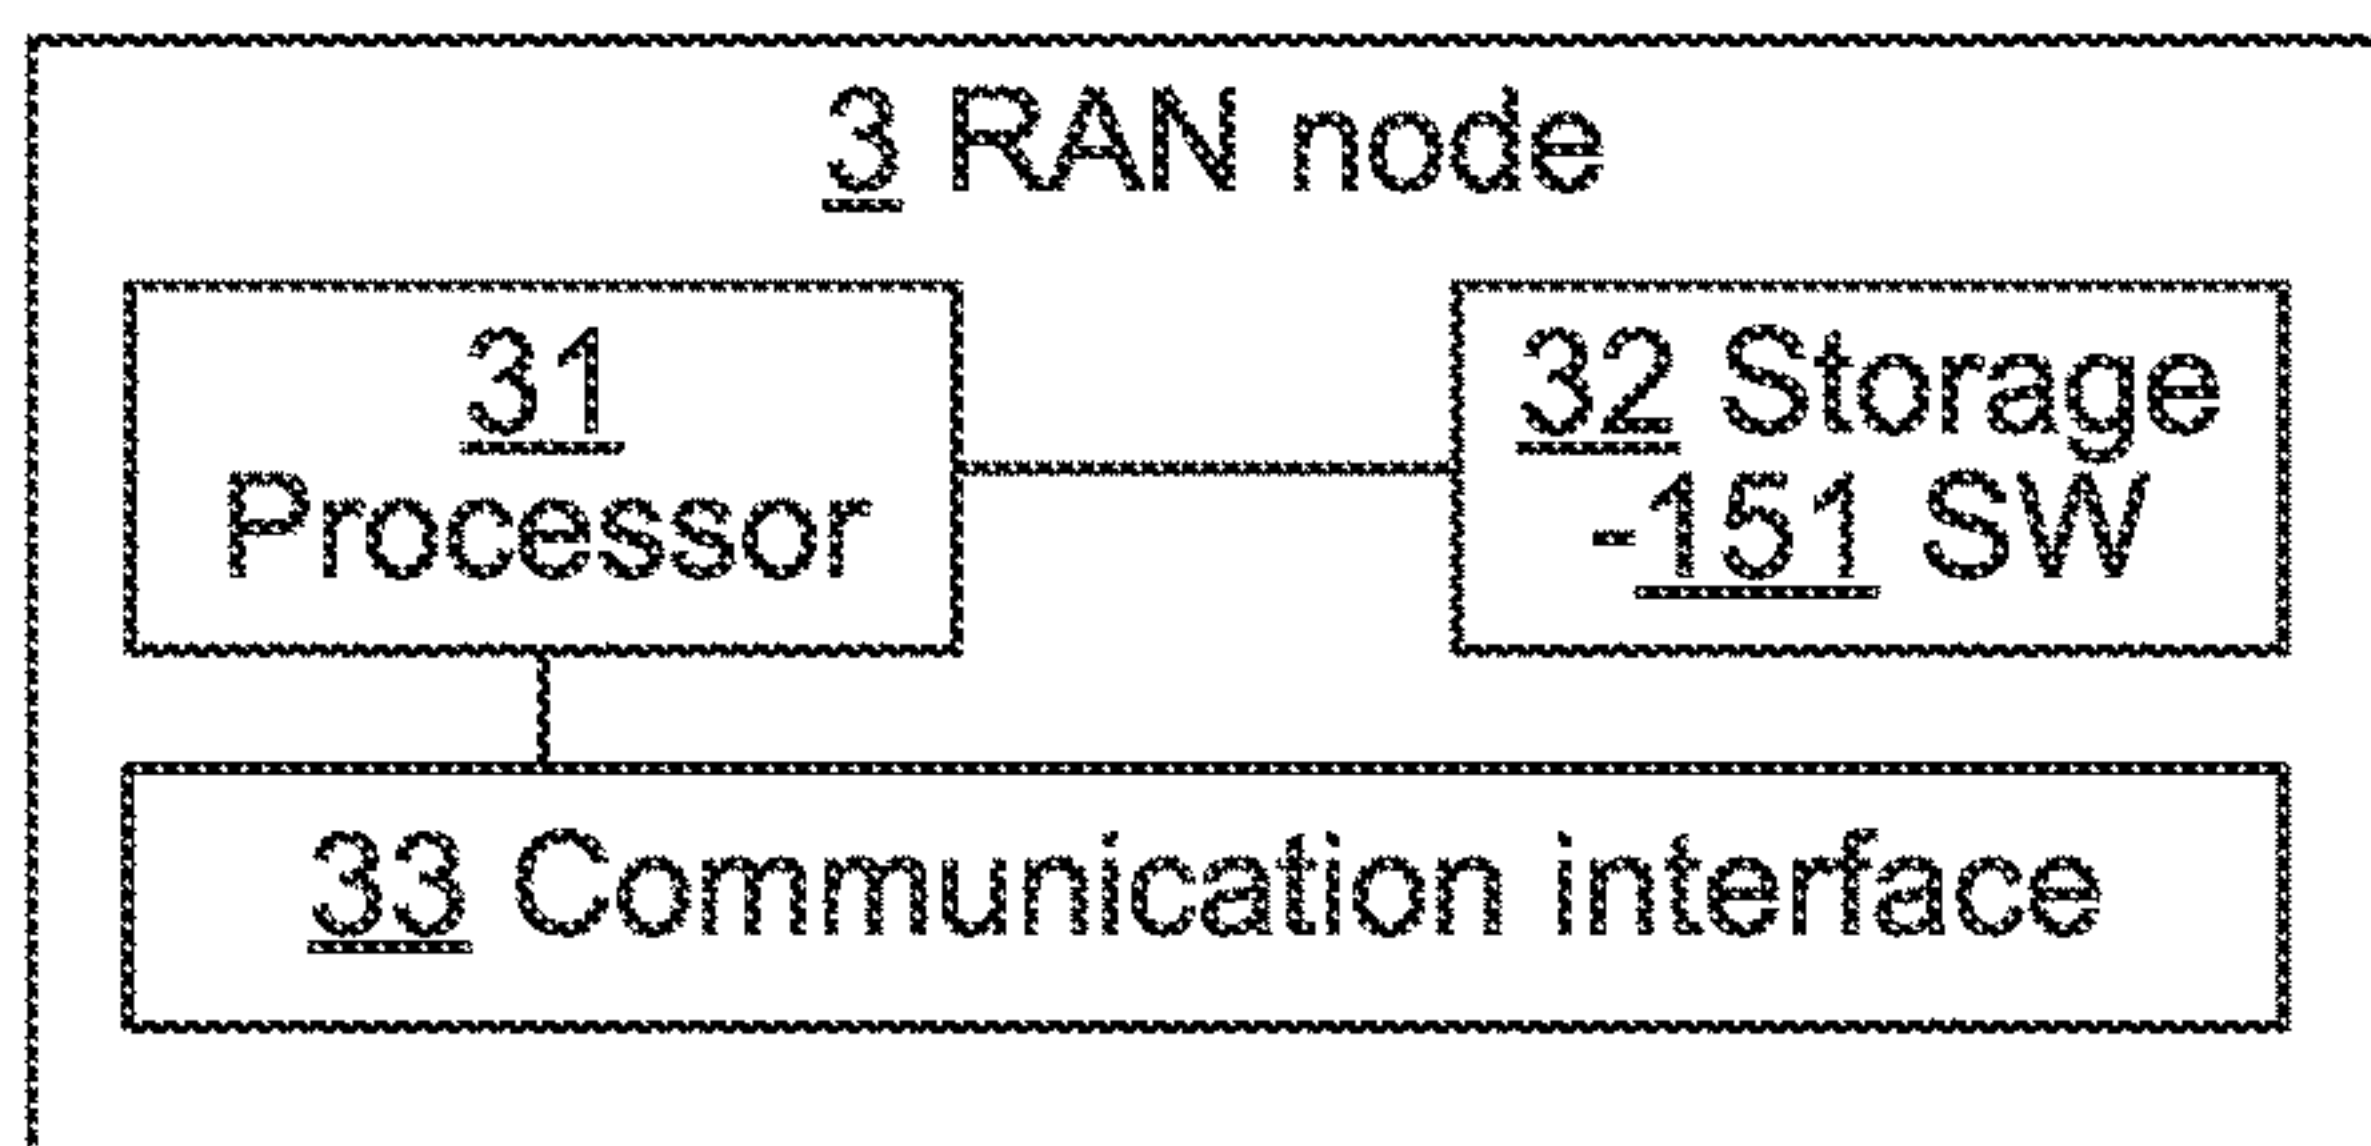 3 RAN node
31
Processor
32 Storage
-151 SW
33 Communication interface